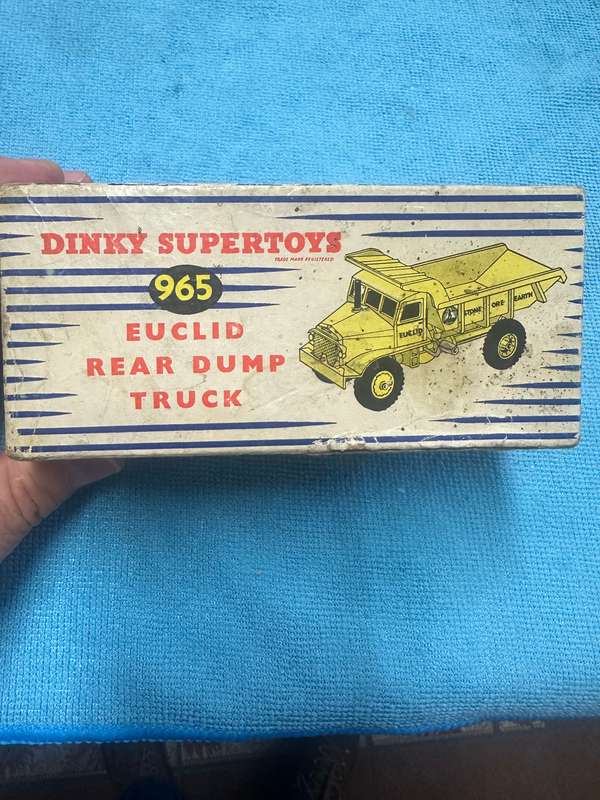 DINKY SUPERTOYS
TRADE MARK REGISTERED
965
EUCLID
REAR DUMP
TRUCK
EUCLID
STONE ORE EARTH